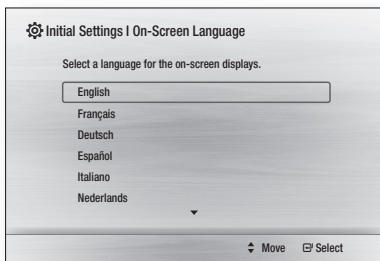 Initial Settings I On-Screen Language
Select a language for the on-screen displays.
English
Français
Deutsch
Español
Italiano
Nederlands
Move Select